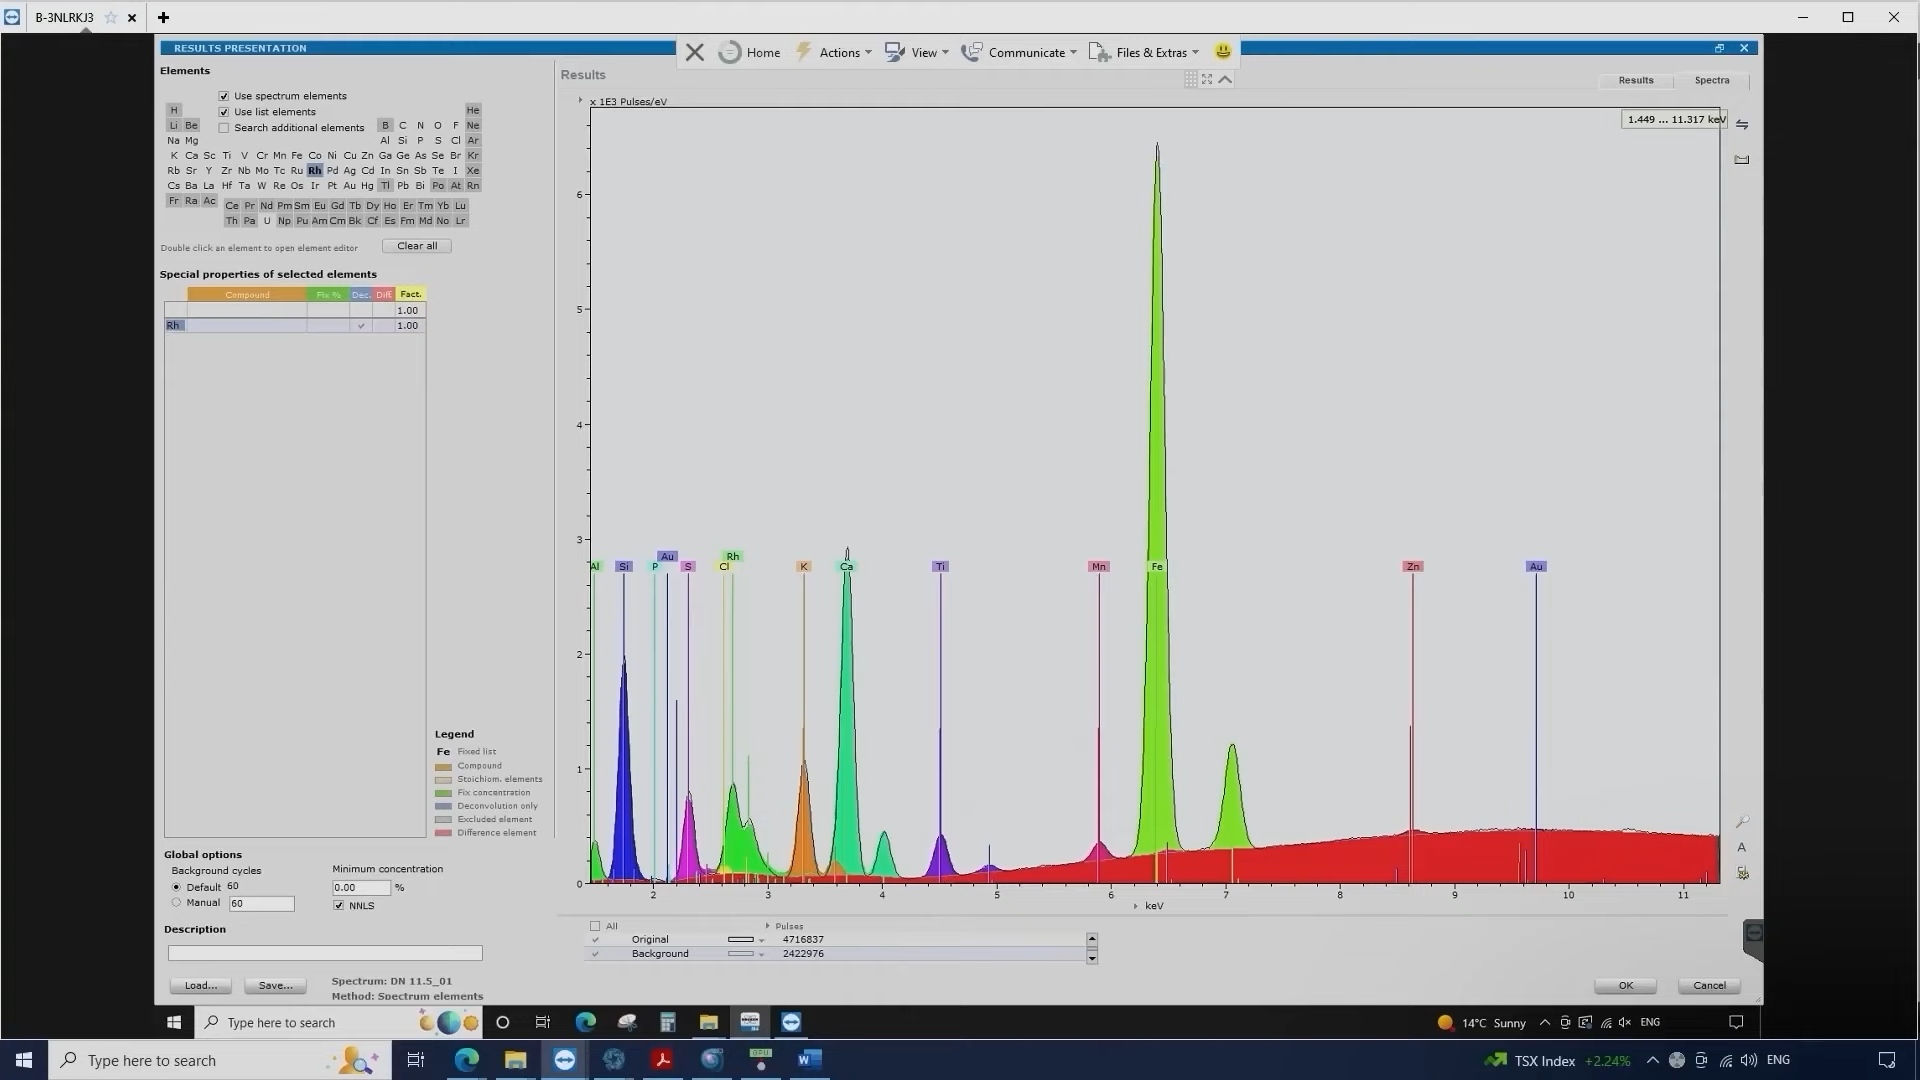 B-3NLRKJ3
RESULTS PRESENTATION
Home
Actions
View
Communicate
Files & Extras
Elements
Use spectrum elements
Use list elements
Search additional elements
H He
Li Be B C N O F Ne
Na Mg Al Si P S Cl Ar
K Ca Sc Ti V Cr Mn Fe Co Ni Cu Zn Ga Ge As Se Br Kr
Rb Sr Y Zr Nb Mo Tc Ru Rh Pd Ag Cd In Sn Sb Te I Xe
Cs Ba La Hf Ta W Re Os Ir Pt Au Hg Tl Pb Bi Po At Rn
Fr Ra Ac
Ce Pr Nd Pm Sm Eu Gd Tb Dy Ho Er Tm Yb Lu
Th Pa U Np Pu Am Cm Bk Cf Es Fm Md No Lr
Double click an element to open element editor
Clear all
Special properties of selected elements
Compound Fix % Dec. Diff. Fact.
1.00
Rh 1.00
Legend
Fe Fixed list
Compound
Stoichiom. elements
Fix concentration
Deconvolution only
Excluded element
Difference element
Global options
Background cycles
Default 60
Manual 60
Minimum concentration
0.00 %
NNLS
Description
Load...
Save...
Spectrum: DN 11.5_01
Method: Spectrum elements
Results
Results
Spectra
x 1E3 Pulses/eV
1.449 ... 11.317 keV
6
5
4
3
2
1
0
Au Rh
Al Si P S Cl K Ca Ti Mn Fe Zn Au
2 3 4 5 6 7 8 9 10 11
keV
All Pulses
Original 4716837
Background 2422976
OK
Cancel
A
Type here to search
14°C Sunny
ENG
Type here to search
GPU
TSX Index +2.24%
ENG